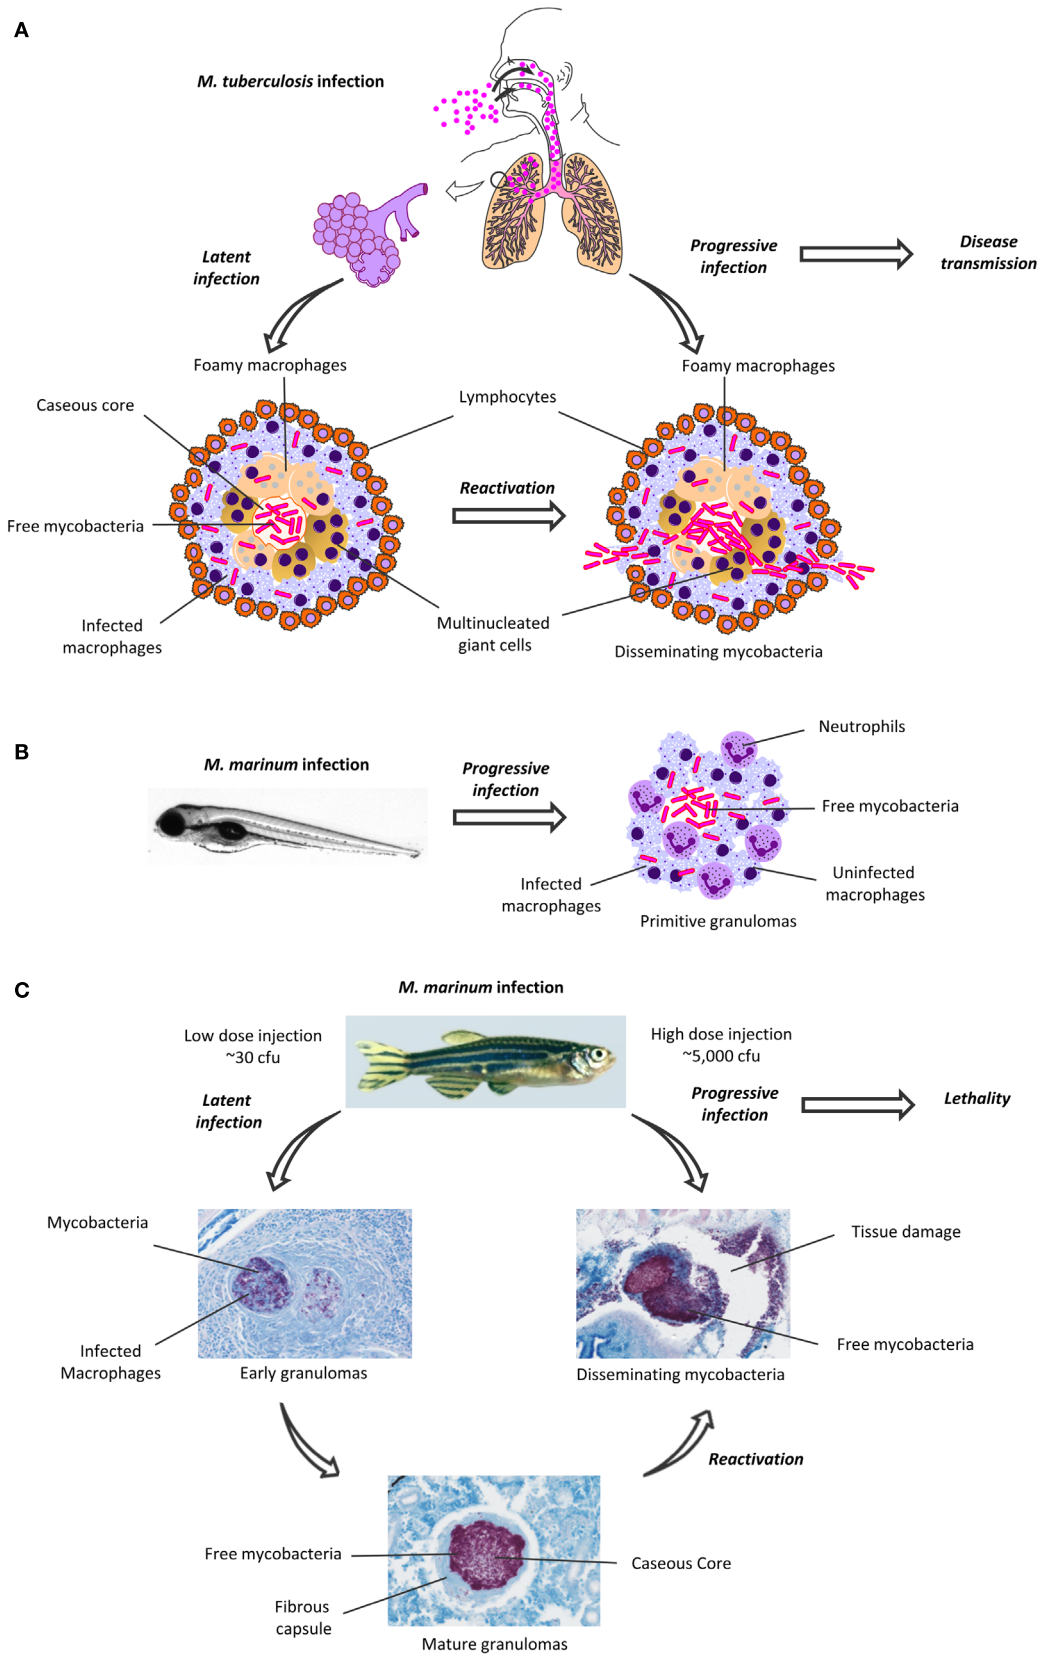 A
M. tuberculosis infection
Latent
infection
Progressive
infection
Disease
transmission
Foamy macrophages
Foamy macrophages
Caseous core
Lymphocytes
Reactivation
Free mycobacteria
Infected
macrophages
Multinucleated
giant cells
Disseminating mycobacteria
B
M. marinum infection
Progressive
infection
Neutrophils
Free mycobacteria
Infected
macrophages
Uninfected
macrophages
Primitive granulomas
C
M. marinum infection
Low dose injection
~30 cfu
High dose injection
~5,000 cfu
Latent
infection
Progressive
infection
Lethality
Mycobacteria
Infected
Macrophages
Early granulomas
Tissue damage
Free mycobacteria
Disseminating mycobacteria
Reactivation
Free mycobacteria
Caseous Core
Fibrous
capsule
Mature granulomas